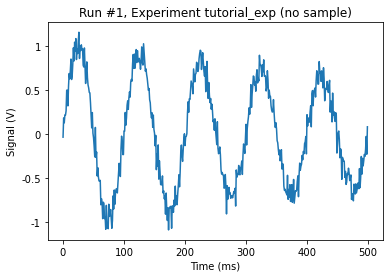 Run #1, Experiment tutorial_exp (no sample)
Signal (V)
1
0.5
0
-0.5
-1
0 100 200 300 400 500
Time (ms)